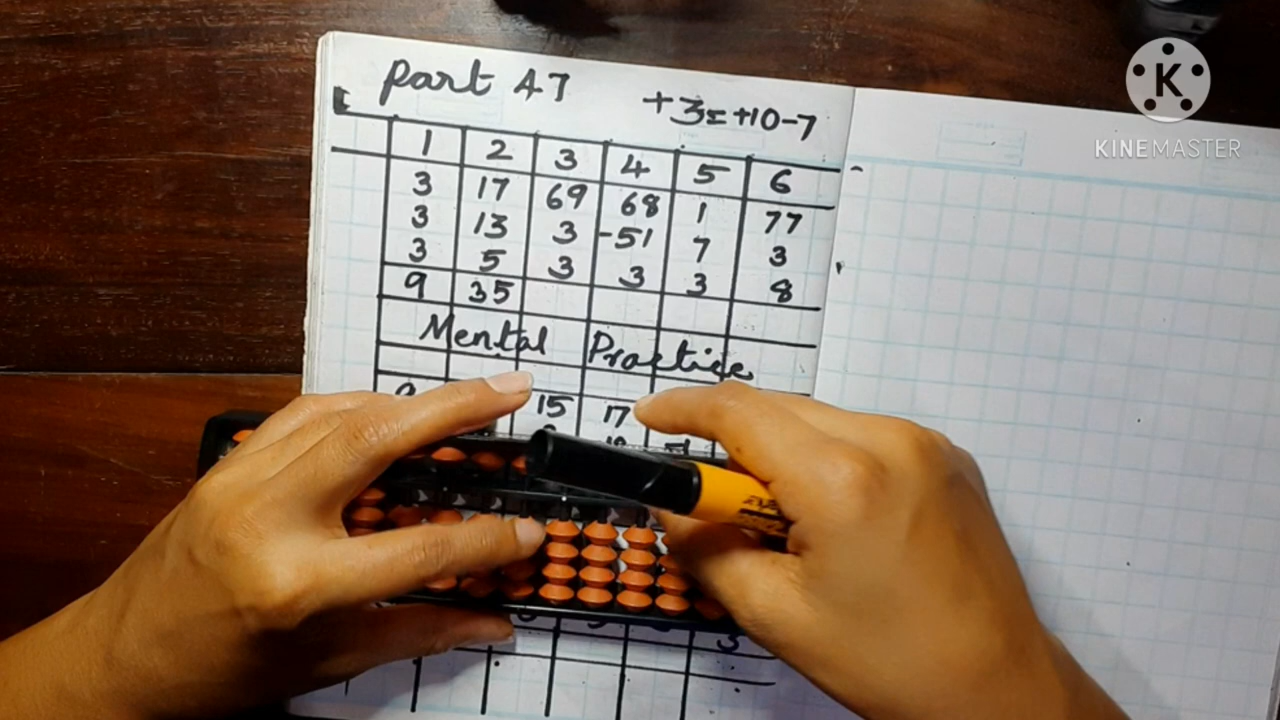 Part 47
+3=+10-7
1 2 3 4 5 6
3 17 69 68 1 77
3 13 3 -51 7 3
3 5 3 3 3 8
9 35
Mental Practice
15 17
3
K
KINEMASTER